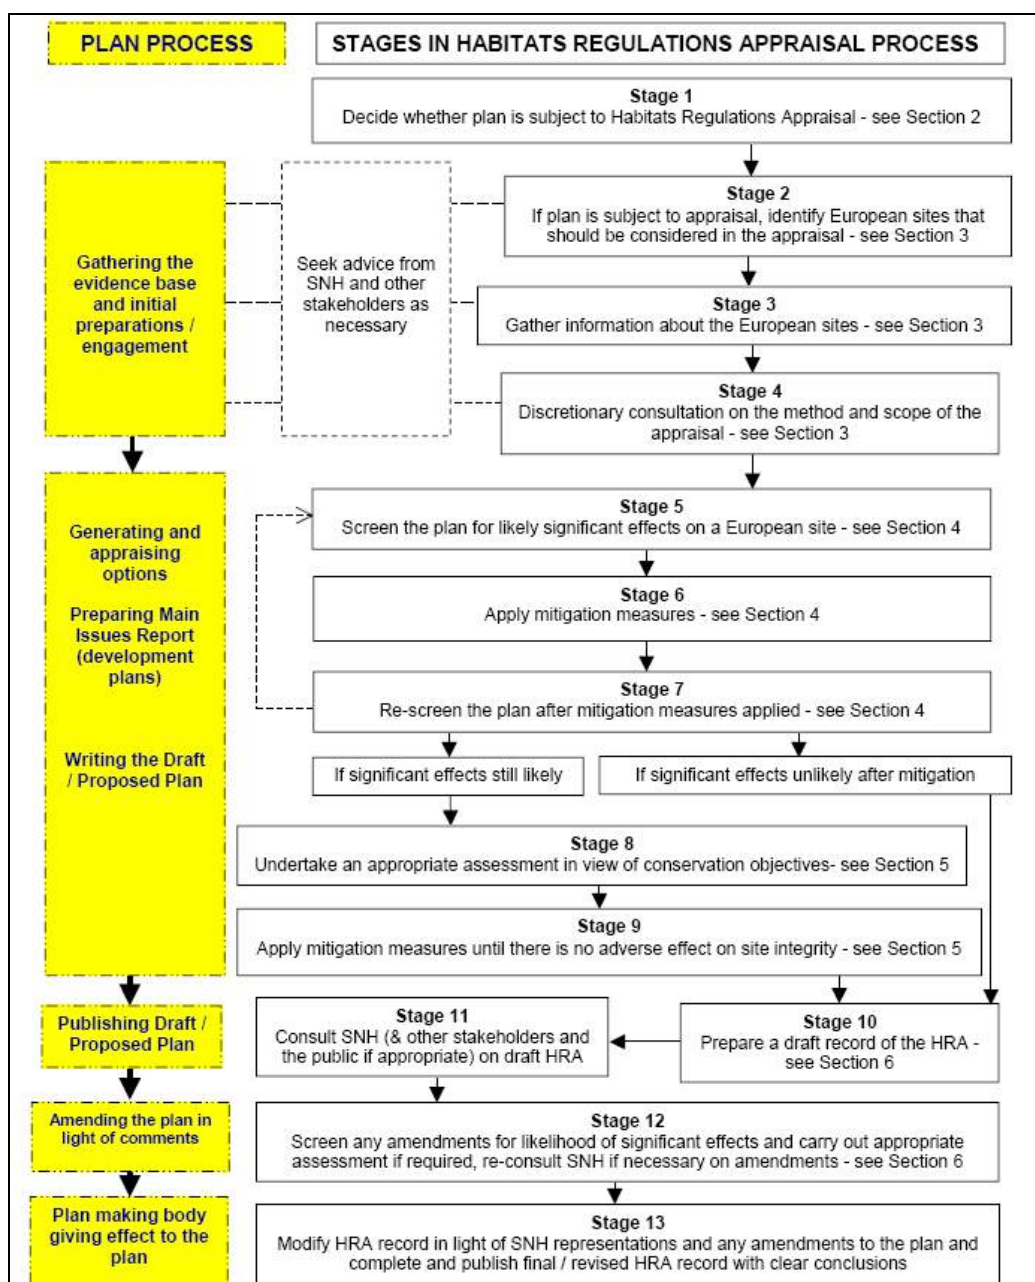 PLAN PROCESS
STAGES IN HABITATS REGULATIONS APPRAISAL PROCESS
Stage 1
Decide whether plan is subject to Habitats Regulations Appraisal - see Section 2
Gathering the
evidence base
and initial
preparations /
engagement
Seek advice from
SNH and other
stakeholders as
necessary
Stage 2
If plan is subject to appraisal, identify European sites that
should be considered in the appraisal - see Section 3
Stage 3
Gather information about the European sites - see Section 3
Stage 4
Discretionary consultation on the method and scope of the
appraisal - see Section 3
Generating and
appraising
options
Preparing Main
Issues Report
(development
plans)
Writing the Draft
/ Proposed Plan
Stage 5
Screen the plan for likely significant effects on a European site - see Section 4
Stage 6
Apply mitigation measures - see Section 4
Stage 7
Re-screen the plan after mitigation measures applied - see Section 4
If significant effects still likely
If significant effects unlikely after mitigation
Stage 8
Undertake an appropriate assessment in view of conservation objectives- see Section 5
Stage 9
Apply mitigation measures until there is no adverse effect on site integrity - see Section 5
Publishing Draft /
Proposed Plan
Stage 11
Consult SNH (& other stakeholders and
the public if appropriate) on draft HRA
Stage 10
Prepare a draft record of the HRA -
see Section 6
Amending the plan in
light of comments
Stage 12
Screen any amendments for likelihood of significant effects and carry out appropriate
assessment if required, re-consult SNH if necessary on amendments - see Section 6
Plan making body
giving effect to the
plan
Stage 13
Modify HRA record in light of SNH representations and any amendments to the plan and
complete and publish final / revised HRA record with clear conclusions